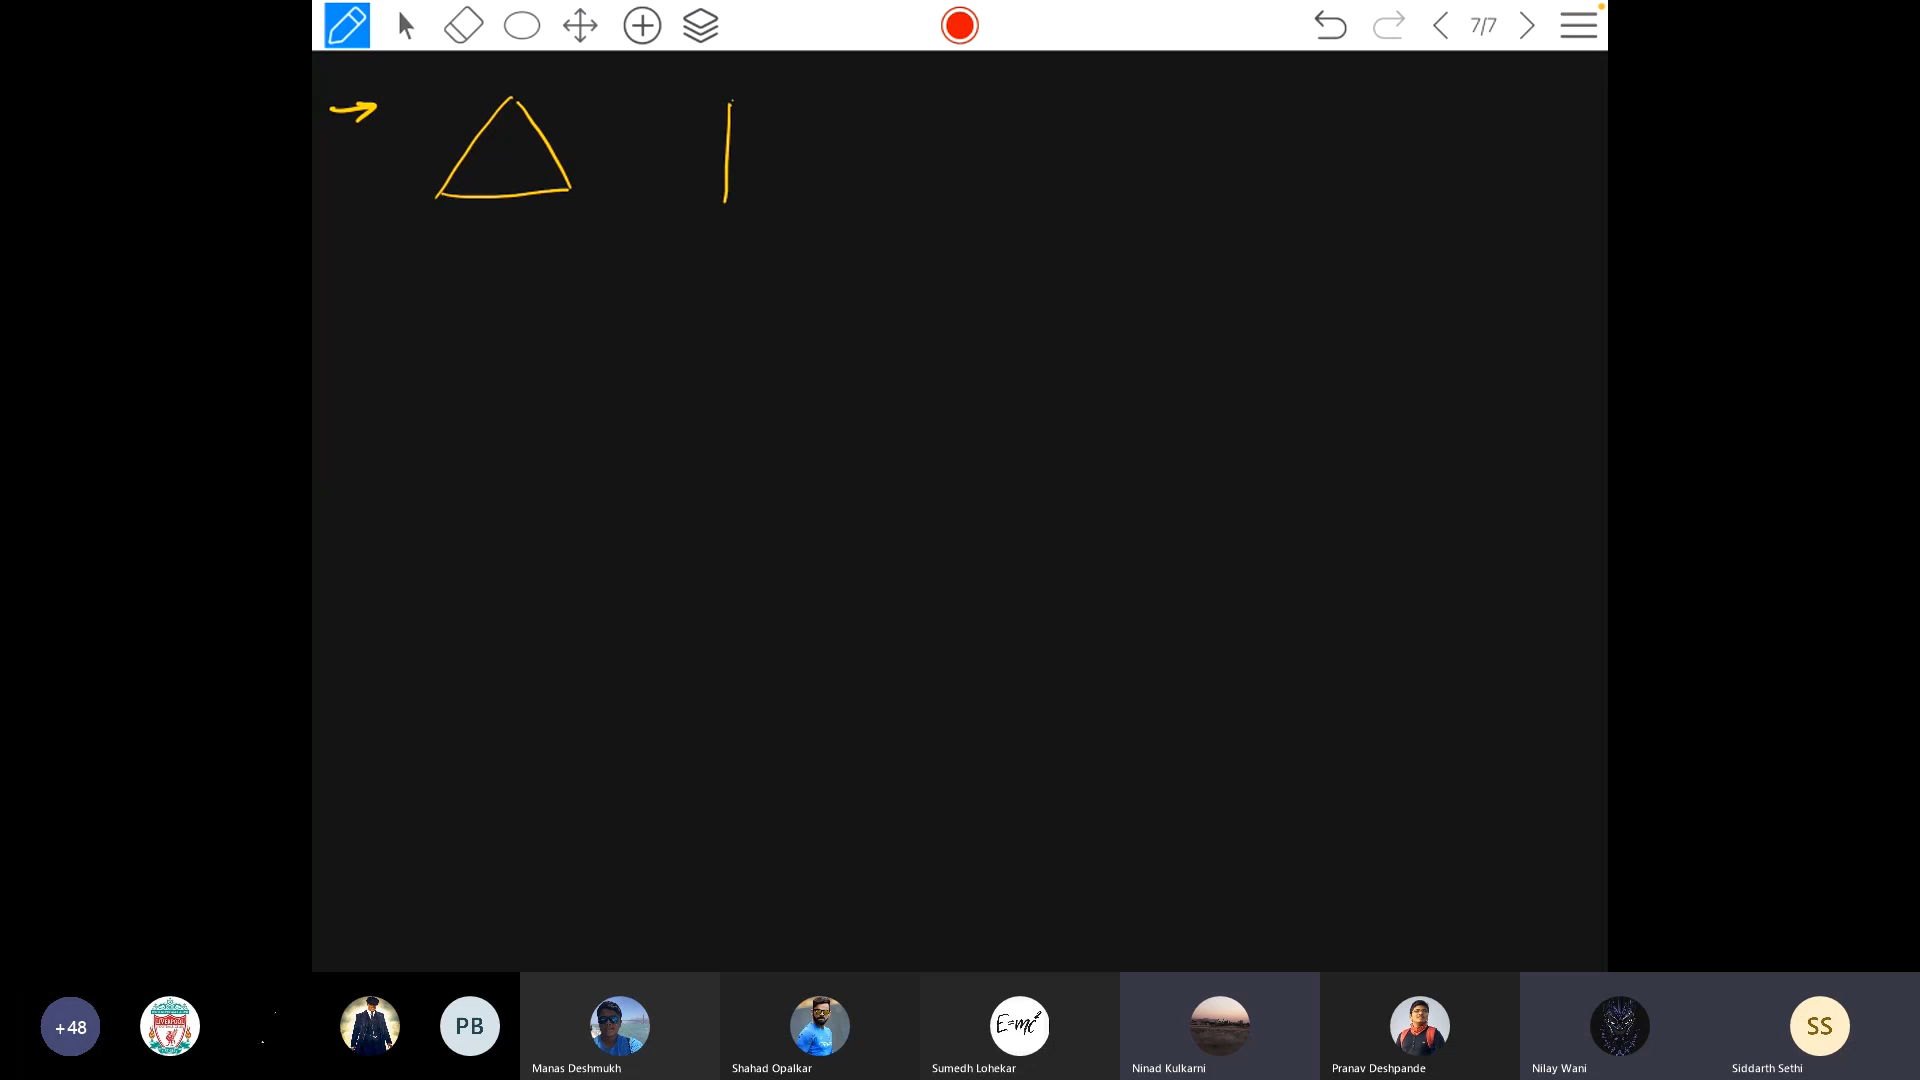 7/7
+48
LIVERPOOL
PB
E=mc²
SS
Manas Deshmukh
Shahad Opalkar
Sumedh Lohekar
Ninad Kulkarni
Pranav Deshpande
Nilay Wani
Siddarth Sethi